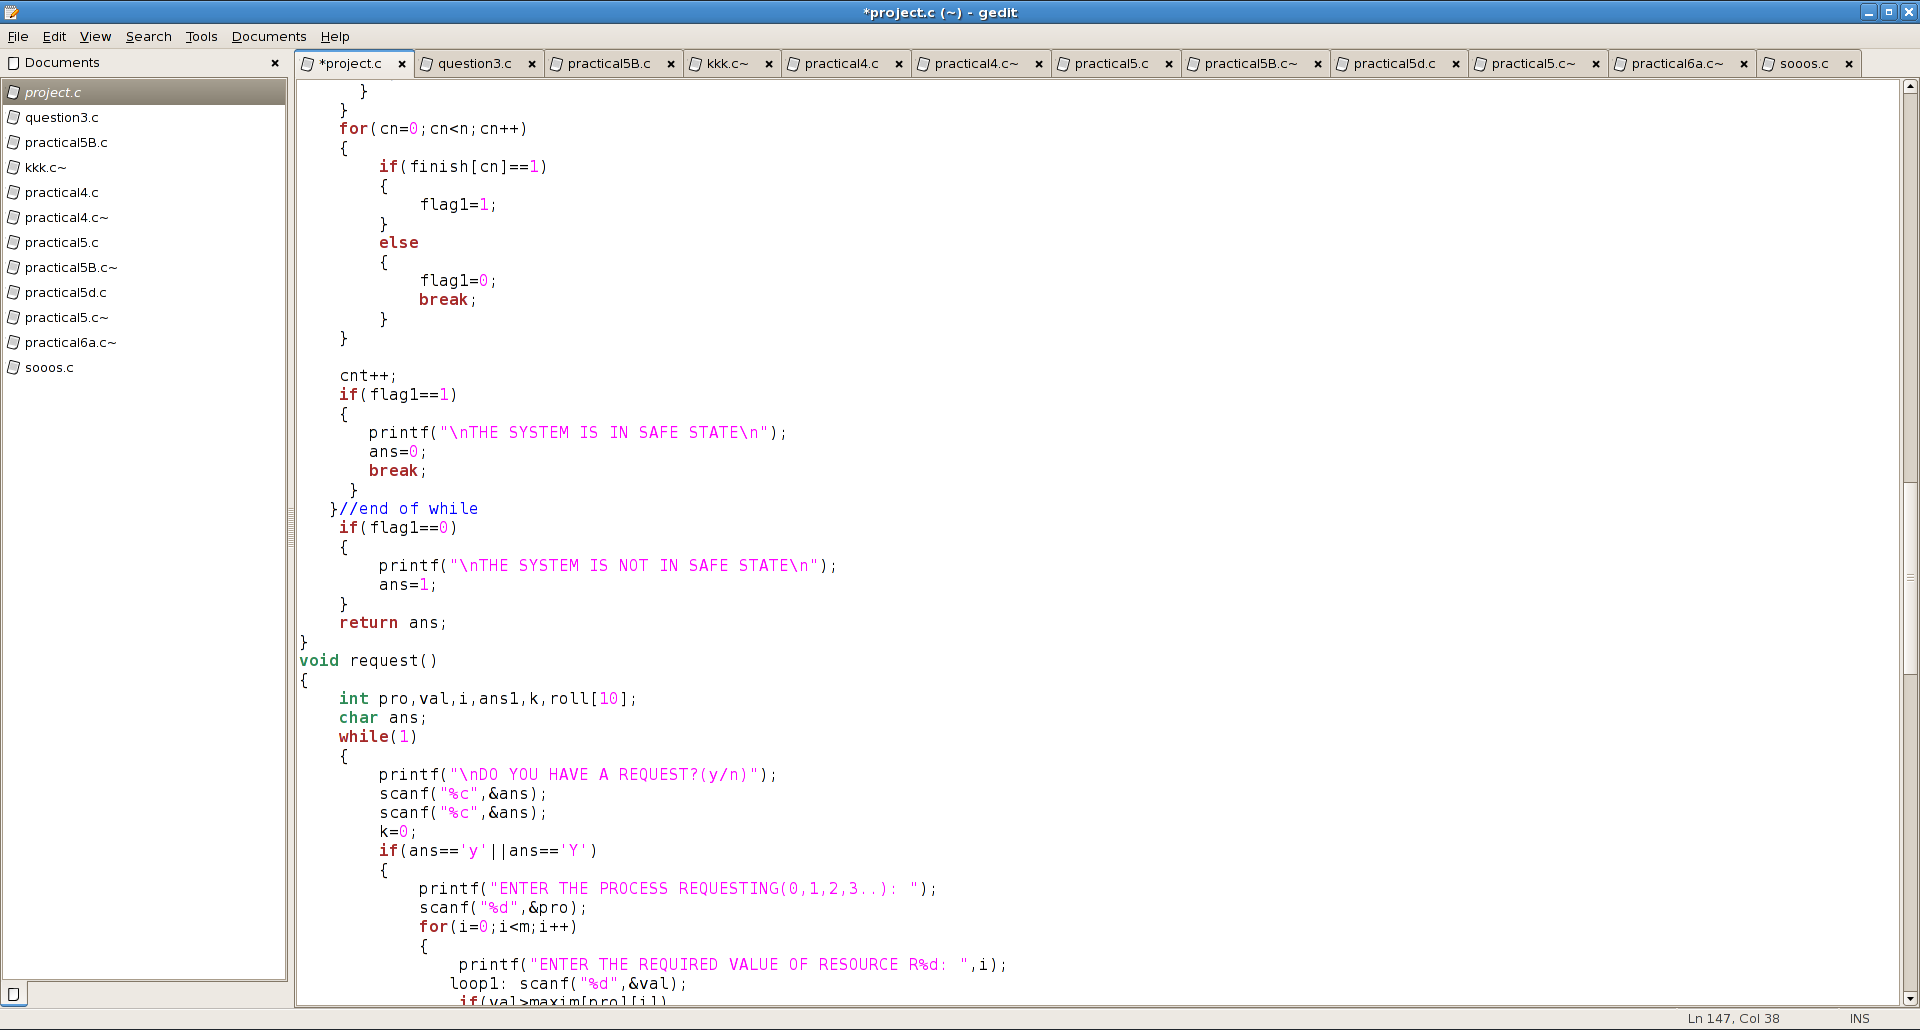 *project.c (~) - gedit
File Edit View Search Tools Documents Help
Documents
*project.c question3.c practical5B.c kkk.c~ practical4.c practical4.c~ practical5.c practical5B.c~ practical5d.c practical5.c~ practical6a.c~ sooos.c
project.c
question3.c
practical5B.c
kkk.c~
practical4.c
practical4.c~
practical5.c
practical5B.c~
practical5d.c
practical5.c~
practical6a.c~
sooos.c
}
}
for(cn=0;cn<n;cn++)
{
if(finish[cn]==1)
{
flag1=1;
}
else
{
flag1=0;
break;
}
}
cnt++;
if(flag1==1)
{
printf("\nTHE SYSTEM IS IN SAFE STATE\n");
ans=0;
break;
}
}//end of while
if(flag1==0)
{
printf("\nTHE SYSTEM IS NOT IN SAFE STATE\n");
ans=1;
}
return ans;
}
void request()
{
int pro,val,i,ans1,k,roll[10];
char ans;
while(1)
{
printf("\nDO YOU HAVE A REQUEST?(y/n)");
scanf("%c",&ans);
scanf("%c",&ans);
k=0;
if(ans=='y'||ans=='Y')
{
printf("ENTER THE PROCESS REQUESTING(0,1,2,3..): ");
scanf("%d",&pro);
for(i=0;i<m;i++)
{
printf("ENTER THE REQUIRED VALUE OF RESOURCE R%d: ",i);
loop1: scanf("%d",&val);
if(val>maxim[pro][i])
Ln 147, Col 38 INS